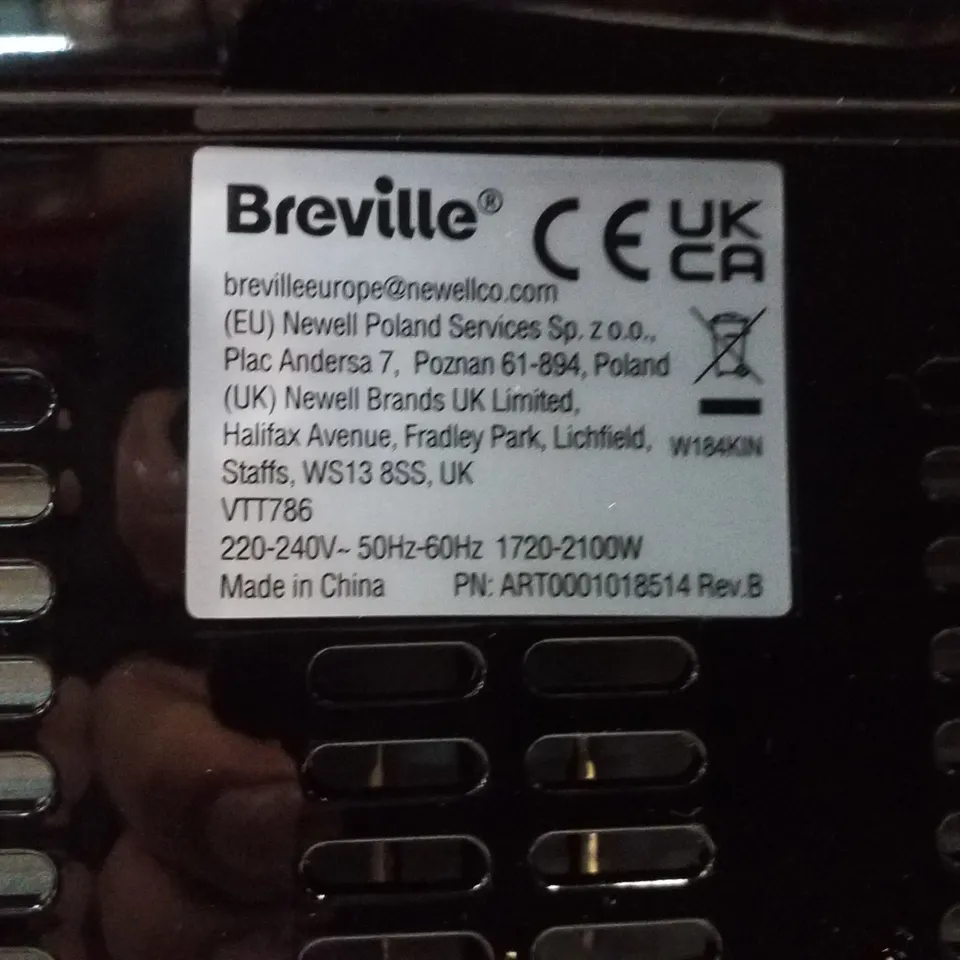 Breville®
CE UK
CA
brevilleeurope@newellco.com
(EU) Newell Poland Services Sp. z o.o.,
Plac Andersa 7, Poznan 61-894, Poland
(UK) Newell Brands UK Limited,
Halifax Avenue, Fradley Park, Lichfield,
W184KIN
Staffs, WS13 8SS, UK
VTT786
220-240V~ 50Hz-60Hz 1720-2100W
Made in China PN: ART0001018514 Rev.B